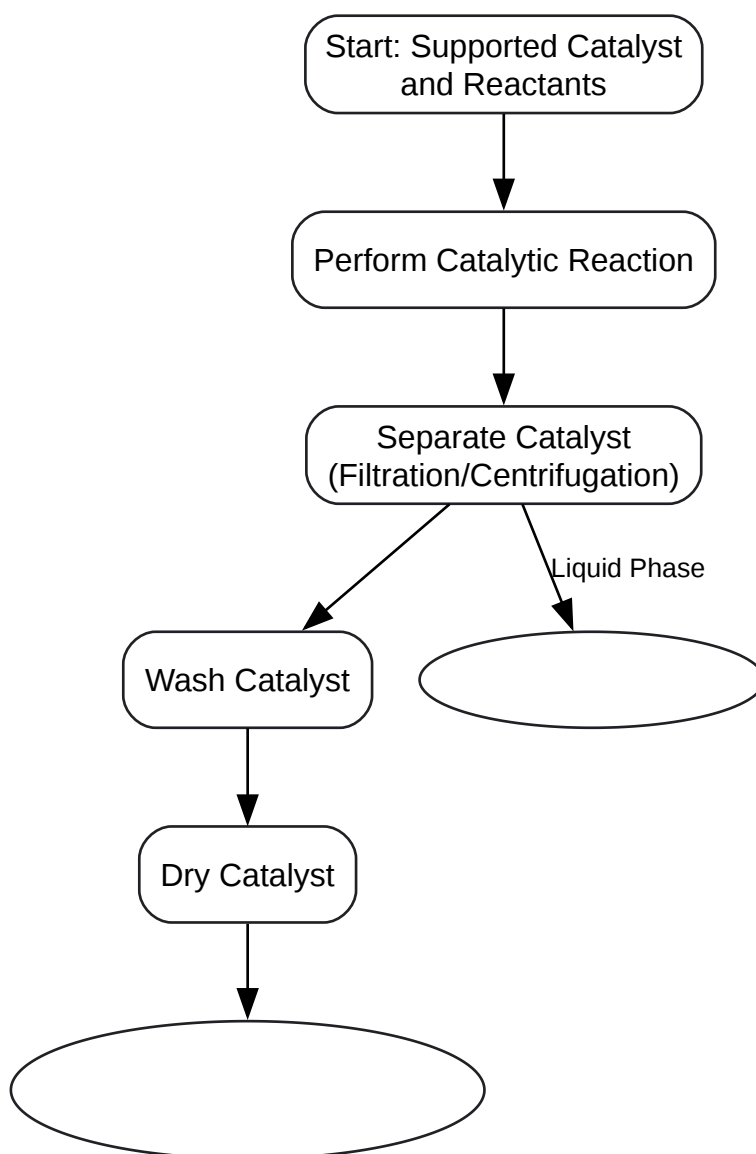 Start: Supported Catalyst
and Reactants
Perform Catalytic Reaction
Separate Catalyst
(Filtration/Centrifugation)
Liquid Phase
Wash Catalyst
Dry Catalyst